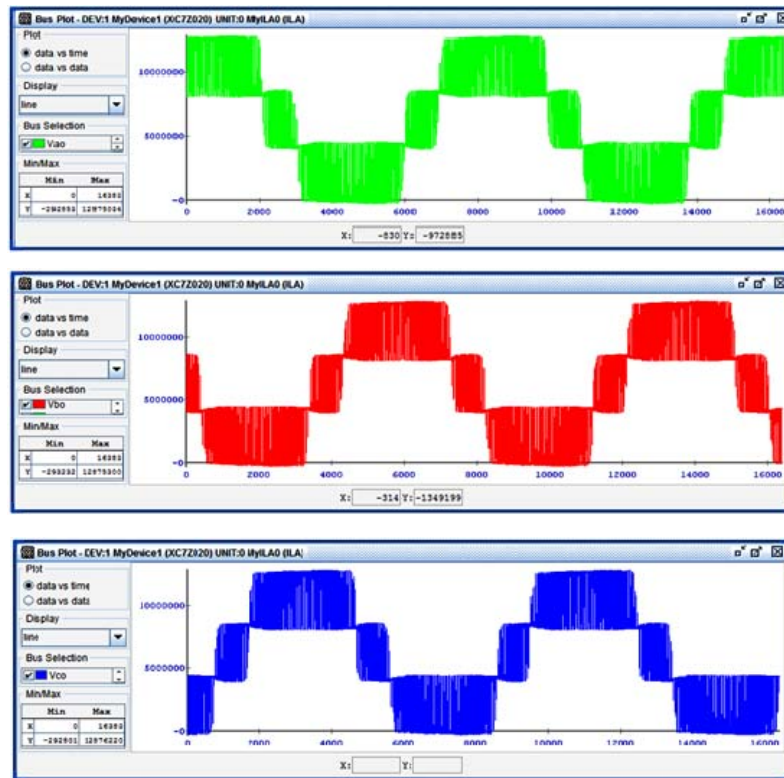 Bus Plot - DEV:1 MyDevice1 (XC7Z020) UNIT:0 MyILA0 (ILA)
Plot
data vs time
data vs data
Display
line
Bus Selection
Vao
Min/Max
Min Max
X 0 16383
Y 12875034
10000000
5000000
-0
0 2000 4000 6000 8000 10000 12000 14000 16000
X: -830 Y: -972885
Bus Plot - DEV:1 MyDevice1 (XC7Z020) UNIT:0 MyILA0 (ILA)
Plot
data vs time
data vs data
Display
line
Bus Selection
Vbo
Min/Max
Min Max
X 0 16383
Y -293232 12875300
10000000
5000000
-0
0 2000 4000 6000 8000 10000 12000 14000 16000
X: -314 Y: -1349199
Bus Plot - DEV:1 MyDevice1 (XC7Z020) UNIT:0 MyILA0 (ILA)
Plot
data vs time
data vs data
Display
line
Bus Selection
Vco
Min/Max
Min Max
X 0 16383
Y 12876220
10000000
5000000
-0
0 2000 4000 6000 8000 10000 12000 14000 16000
X: Y: